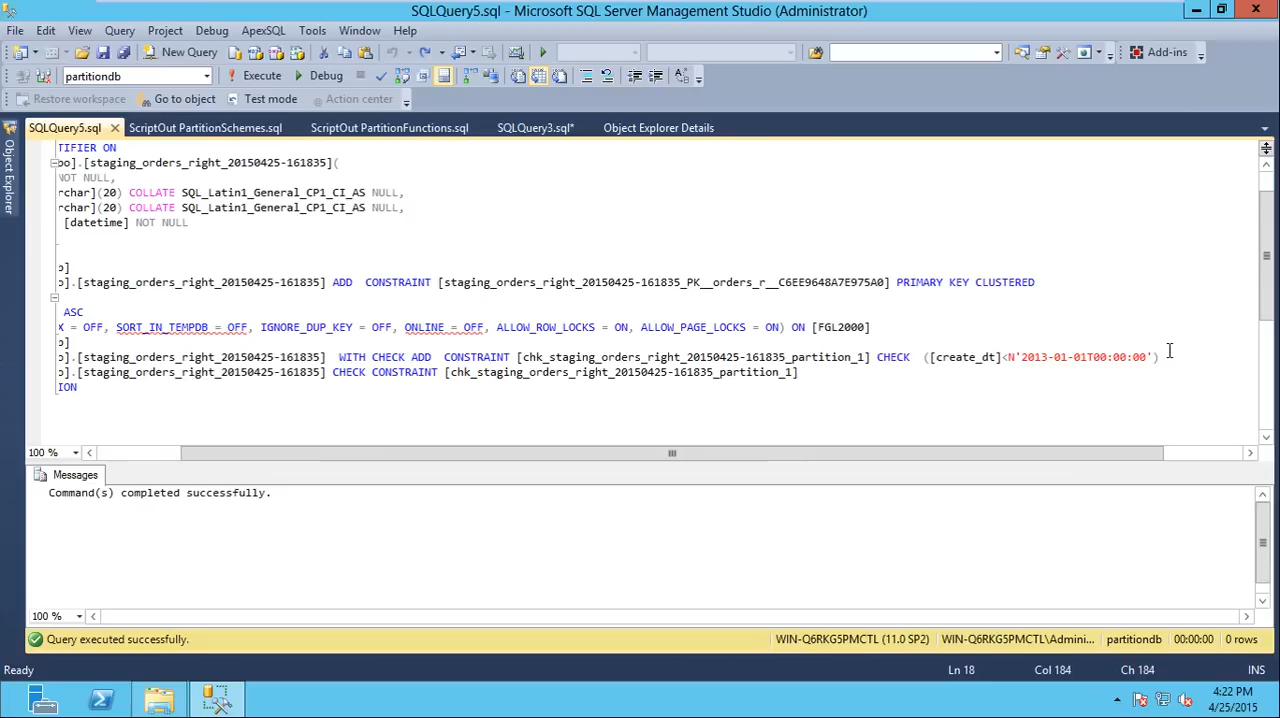 SQLQuery5.sql - Microsoft SQL Server Management Studio (Administrator)
File Edit View Query Project Debug ApexSQL Tools Window Help
New Query Add-ins
partitiondb Execute Debug
Restore workspace Go to object Test mode Action center
SQLQuery5.sql ScriptOut PartitionSchemes.sql ScriptOut PartitionFunctions.sql SQLQuery3.sql* Object Explorer Details
Object Explorer
TIFIER ON
oo].[staging_orders_right_20150425-161835](
NOT NULL,
rchar](20) COLLATE SQL_Latin1_General_CP1_CI_AS NULL,
rchar](20) COLLATE SQL_Latin1_General_CP1_CI_AS NULL,
[datetime] NOT NULL
o]
o].[staging_orders_right_20150425-161835] ADD CONSTRAINT [staging_orders_right_20150425-161835_PK__orders_r__C6EE9648A7E975A0] PRIMARY KEY CLUSTERED
ASC
X = OFF, SORT_IN_TEMPDB = OFF, IGNORE_DUP_KEY = OFF, ONLINE = OFF, ALLOW_ROW_LOCKS = ON, ALLOW_PAGE_LOCKS = ON) ON [FGL2000]
o]
o].[staging_orders_right_20150425-161835] WITH CHECK ADD CONSTRAINT [chk_staging_orders_right_20150425-161835_partition_1] CHECK ([create_dt]<N'2013-01-01T00:00:00')
o].[staging_orders_right_20150425-161835] CHECK CONSTRAINT [chk_staging_orders_right_20150425-161835_partition_1]
ION
100 %
Messages
Command(s) completed successfully.
100 %
Query executed successfully. WIN-Q6RKG5PMCTL (11.0 SP2) WIN-Q6RKG5PMCTL\Admini... partitiondb 00:00:00 0 rows
Ready Ln 18 Col 184 Ch 184 INS
4:22 PM
4/25/2015